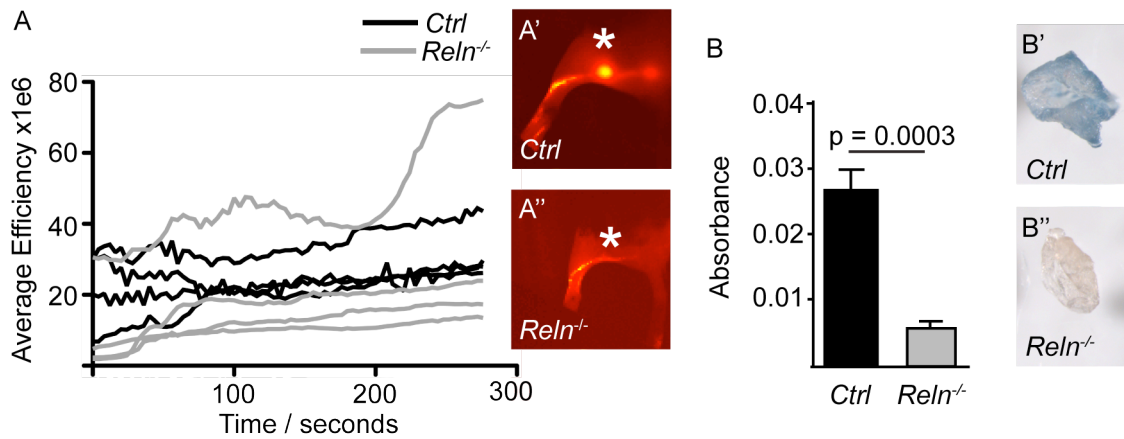 A
Ctrl
Reln-/-
Average Efficiency x1e6
80
60
40
20
100
200
300
Time / seconds
A'
*
Ctrl
A''
*
Reln-/-
B
Absorbance
0.04
0.03
0.02
0.01
p = 0.0003
Ctrl
Reln-/-
B'
Ctrl
B''
Reln-/-